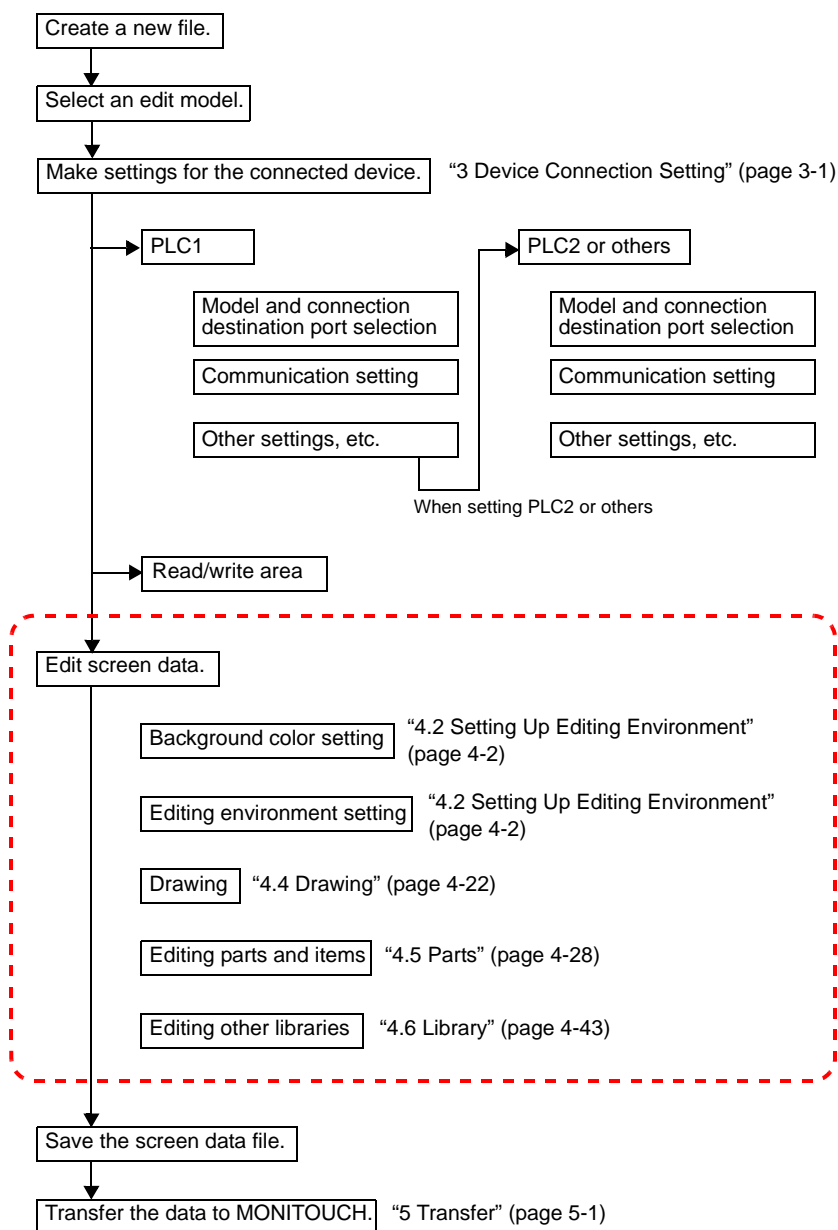 Create a new file.
Select an edit model.
Make settings for the connected device.
“3 Device Connection Setting” (page 3-1)
PLC1
PLC2 or others
Model and connection
destination port selection
Model and connection
destination port selection
Communication setting
Communication setting
Other settings, etc.
Other settings, etc.
When setting PLC2 or others
Read/write area
Edit screen data.
Background color setting
“4.2 Setting Up Editing Environment”
(page 4-2)
Editing environment setting
“4.2 Setting Up Editing Environment”
(page 4-2)
Drawing
“4.4 Drawing” (page 4-22)
Editing parts and items
“4.5 Parts” (page 4-28)
Editing other libraries
“4.6 Library” (page 4-43)
Save the screen data file.
Transfer the data to MONITOUCH.
“5 Transfer” (page 5-1)